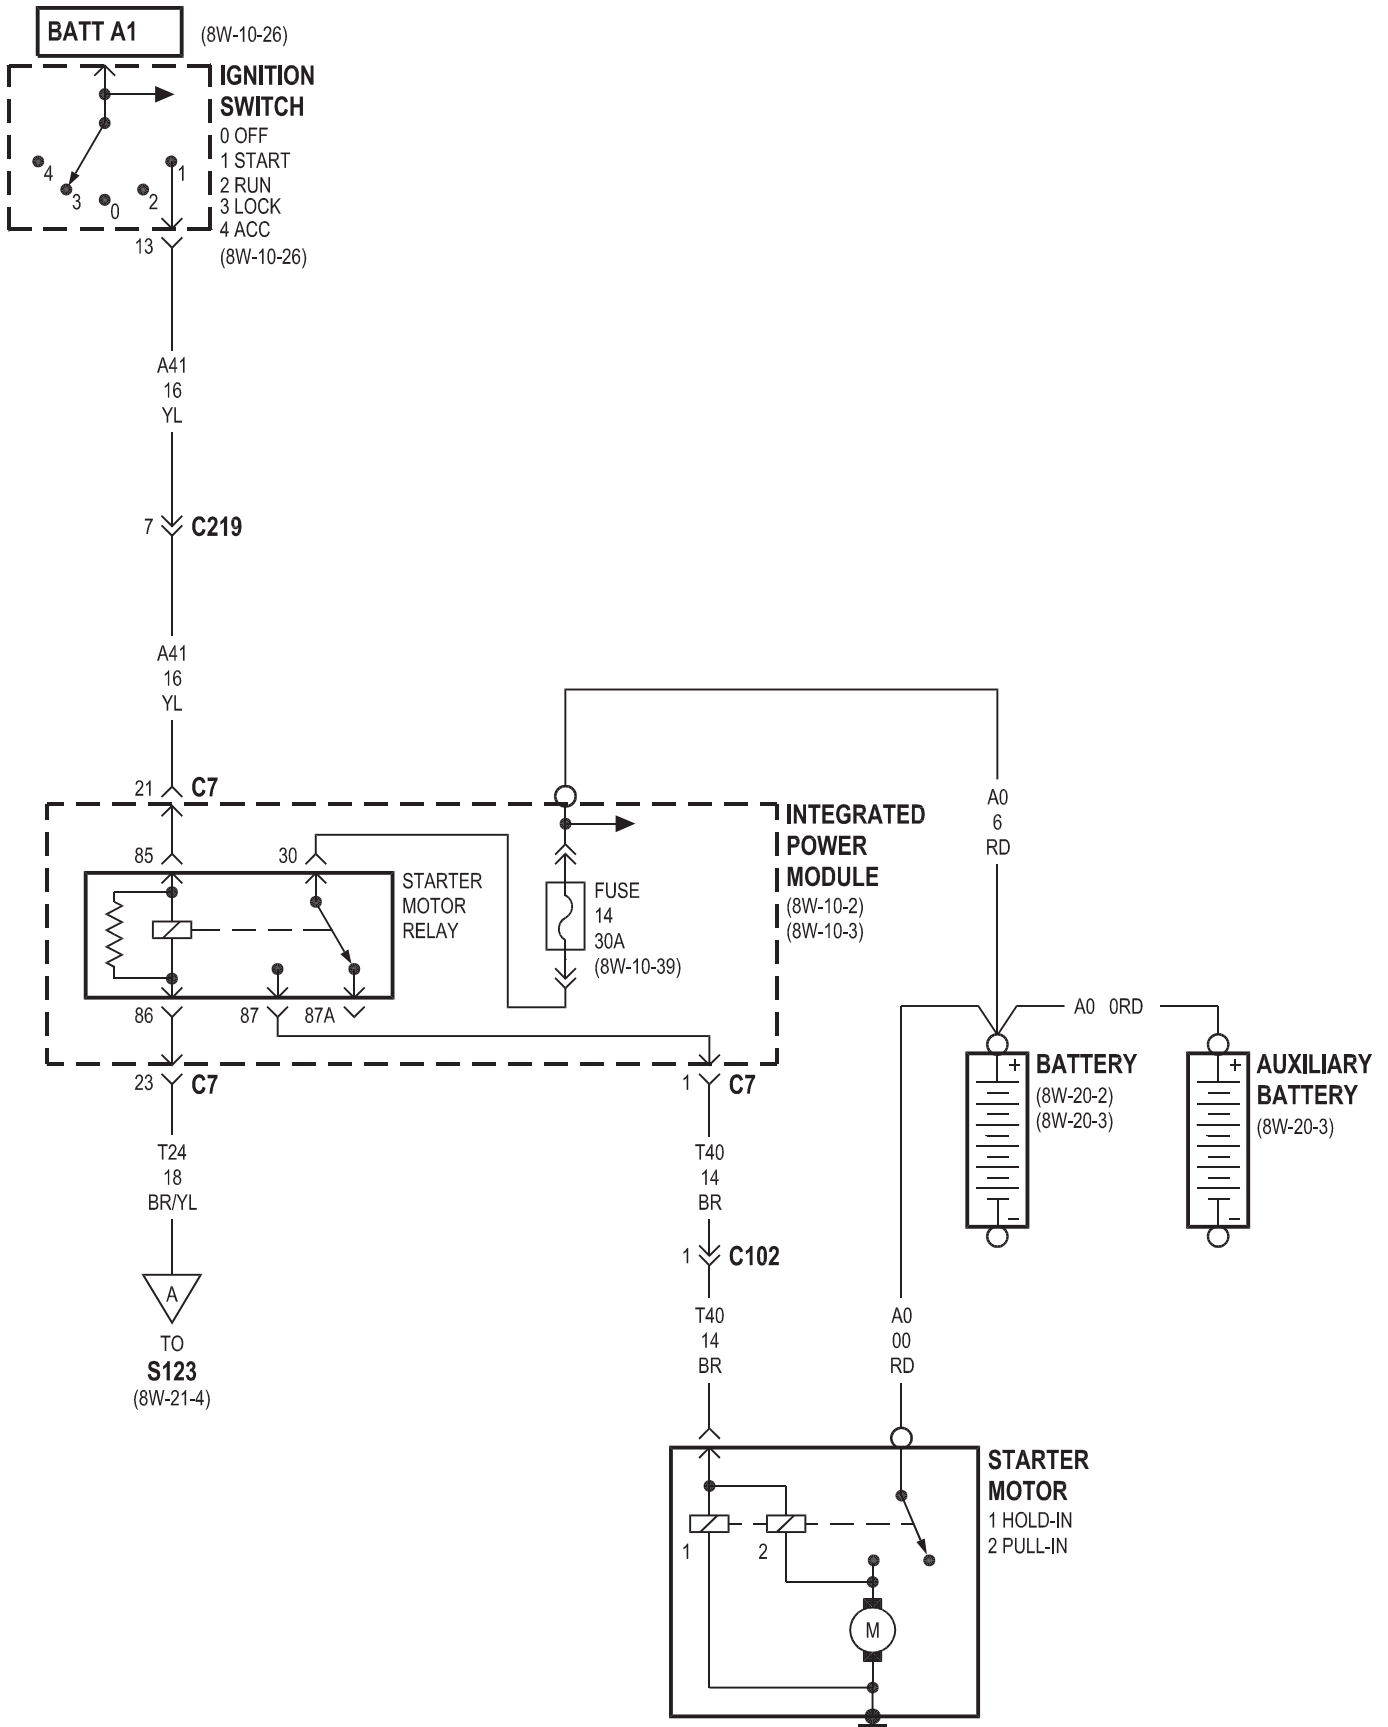 BATT A1
(8W-10-26)
IGNITION
SWITCH
0 OFF
1 START
2 RUN
3 LOCK
4 ACC
(8W-10-26)
4
3
0
2
1
13
A41
16
YL
7
C219
A41
16
YL
21
C7
85
30
STARTER
MOTOR
RELAY
FUSE
14
30A
(8W-10-39)
INTEGRATED
POWER
MODULE
(8W-10-2)
(8W-10-3)
A0
6
RD
86
87
87A
23
C7
1
C7
A0 0RD
+
BATTERY
(8W-20-2)
(8W-20-3)
-
+
AUXILIARY
BATTERY
(8W-20-3)
-
T24
18
BR/YL
A
TO
S123
(8W-21-4)
T40
14
BR
1
C102
T40
14
BR
A0
00
RD
STARTER
MOTOR
1 HOLD-IN
2 PULL-IN
1
2
M